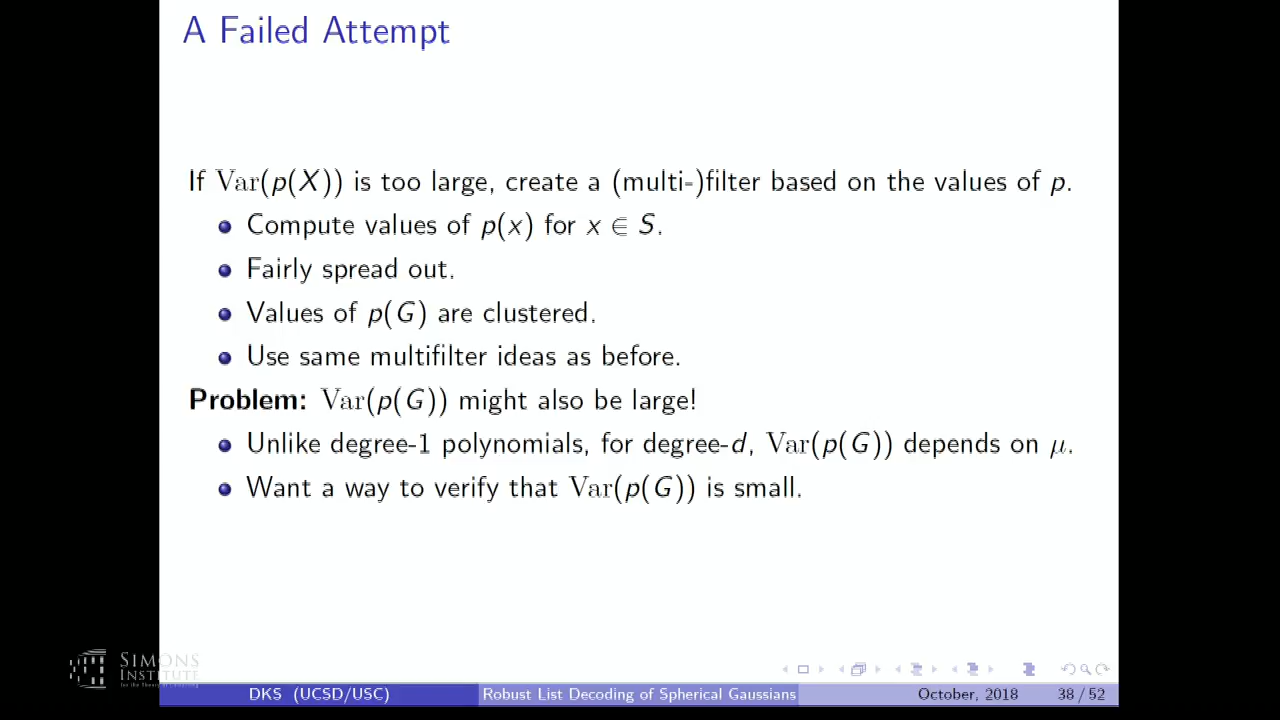 A Failed Attempt
If Var(p(X)) is too large, create a (multi-)filter based on the values of p.
Compute values of p(x) for x ∈ S.
Fairly spread out.
Values of p(G) are clustered.
Use same multifilter ideas as before.
Problem: Var(p(G)) might also be large!
Unlike degree-1 polynomials, for degree-d, Var(p(G)) depends on μ.
Want a way to verify that Var(p(G)) is small.
SIMONS
INSTITUTE
DKS (UCSD/USC) Robust List Decoding of Spherical Gaussians October, 2018 38 / 52